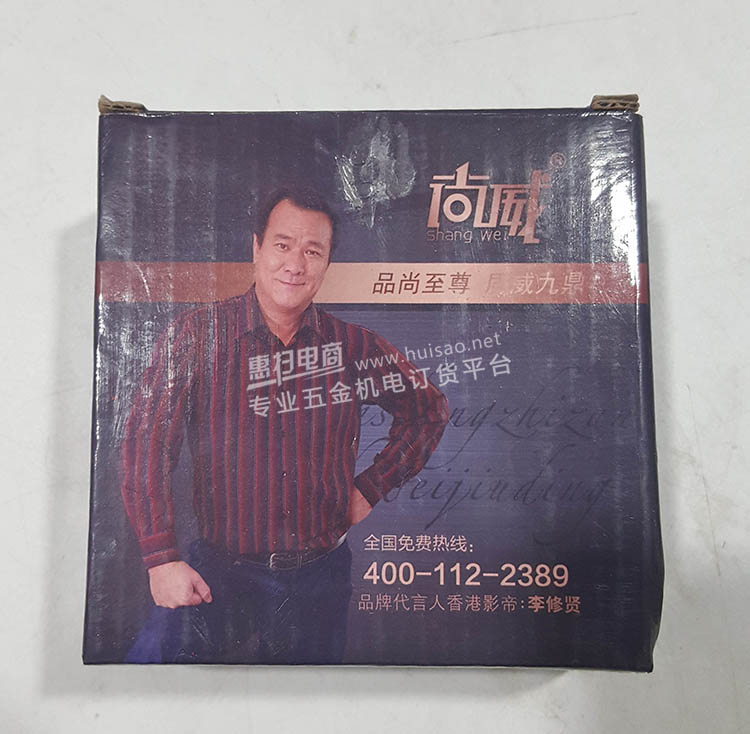 尚威®
shang wei
品尚至尊 威九鼎
惠扫电商 www.huisao.net
专业五金机电订货平台
全国免费热线:
400-112-2389
品牌代言人香港影帝:李修贤